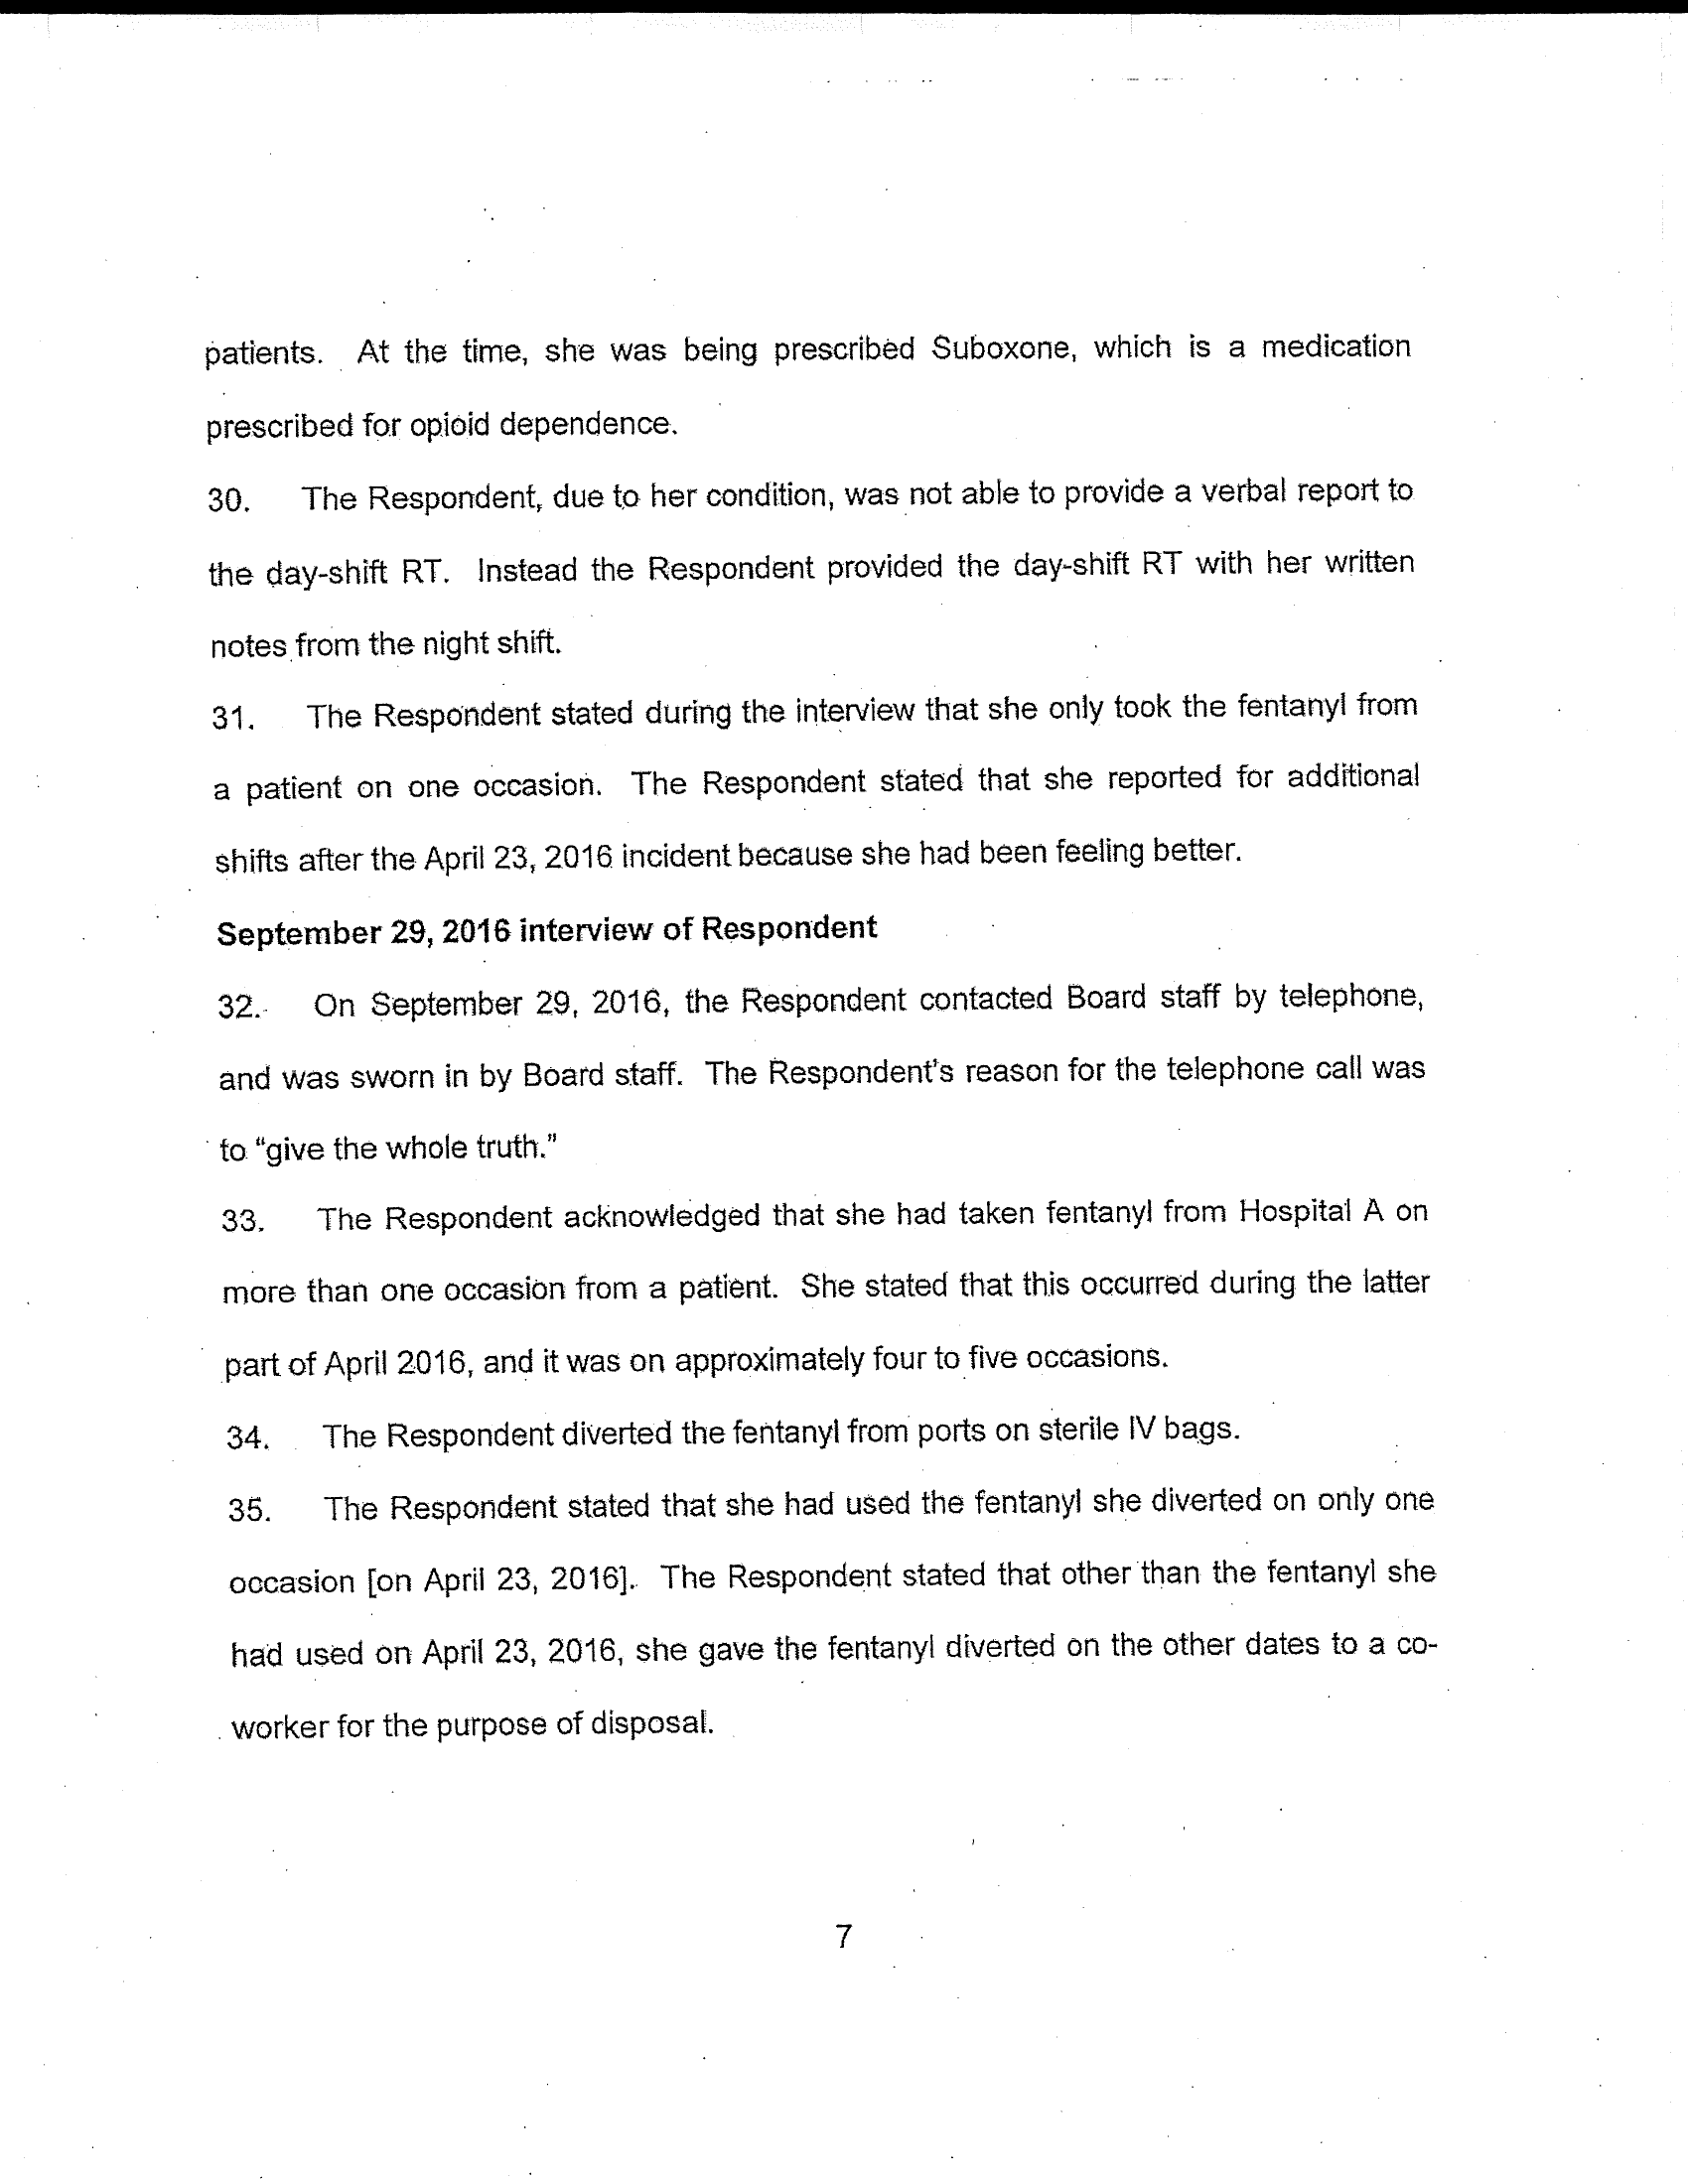 patients. At the time, she was being prescribed Suboxone, which is a medication
prescribed for opioid dependence.
30. The Respondent, due to her condition, was not able to provide a verbal report to
the day-shift RT. Instead the Respondent provided the day-shift RT with her written
notes from the night shift.
31. The Respondent stated during the interview that she only took the fentanyl from
a patient on one occasion. The Respondent stated that she reported for additional
shifts after the April 23, 2016 incident because she had been feeling better.
September 29, 2016 interview of Respondent
32. On September 29, 2016, the Respondent contacted Board staff by telephone,
and was sworn in by Board staff. The Respondent's reason for the telephone call was
to “give the whole truth.”
33. The Respondent acknowledged that she had taken fentanyl from Hospital A on
more than one occasion from a patient. She stated that this occurred during the latter
part of April 2016, and it was on approximately four to five occasions.
34. The Respondent diverted the fentanyl from ports on sterile IV bags.
35. The Respondent stated that she had used the fentanyl she diverted on only one
occasion [on April 23, 2016]. The Respondent stated that other than the fentanyl she
had used on April 23, 2016, she gave the fentanyl diverted on the other dates to a co-
worker for the purpose of disposal.
7